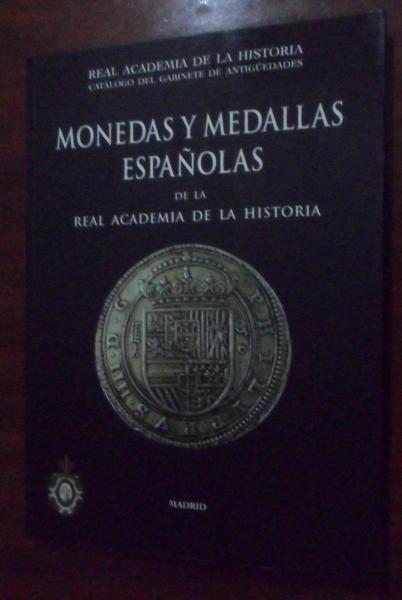 REAL ACADEMIA DE LA HISTORIA
CATÁLOGO DEL GABINETE DE ANTIGÜEDADES
MONEDAS Y MEDALLAS
ESPAÑOLAS
DE LA
REAL ACADEMIA DE LA HISTORIA
MADRID